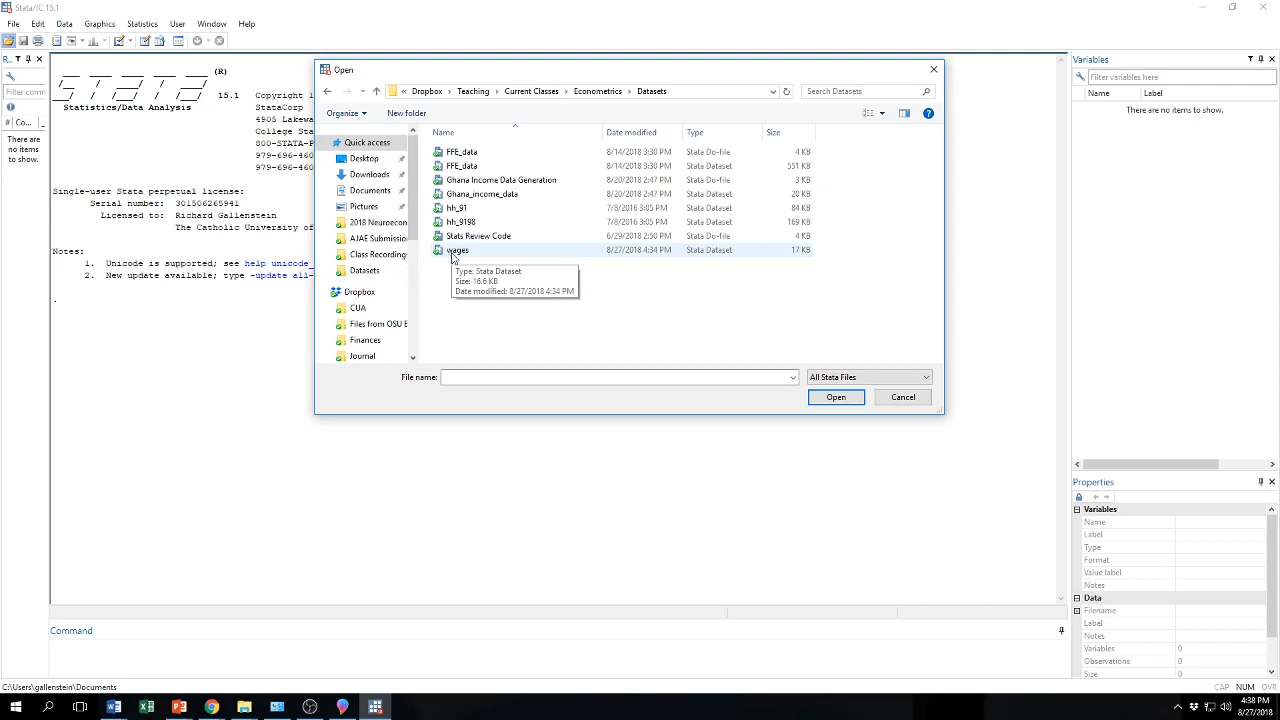 Stata/IC 15.1
File Edit Data Graphics Statistics User Window Help
R...
Filter comm
# Co...
There are
no items
to show.
(R)
15.1 Copyright 1
Statistics/Data Analysis StataCorp
4905 Lakewa
College Sta
800-STATA-P
979-696-460
979-696-460
Single-user Stata perpetual license:
Serial number: 301506265941
Licensed to: Richard Gallenstein
The Catholic University of
Notes:
1. Unicode is supported; see help unicode_
2. New update available; type -update all-
.
Open
« Dropbox > Teaching > Current Classes > Econometrics > Datasets
Search Datasets
Organize New folder
Quick access
Desktop
Downloads
Documents
Pictures
2018 Neuroecon
AJAE Submission
Class Recordings
Datasets
Dropbox
CUA
Files from OSU E
Finances
Journal
Name Date modified Type Size
FFE_data 8/14/2018 3:30 PM Stata Do-file 4 KB
FFE_data 8/14/2018 3:30 PM Stata Dataset 551 KB
Ghana Income Data Generation 8/20/2018 2:47 PM Stata Do-file 3 KB
Ghana_income_data 8/20/2018 2:47 PM Stata Dataset 20 KB
hh_91 7/8/2016 3:05 PM Stata Dataset 84 KB
hh_9198 7/8/2016 3:05 PM Stata Dataset 169 KB
Stats Review Code 6/29/2018 2:50 PM Stata Do-file 4 KB
wages 8/27/2018 4:34 PM Stata Dataset 17 KB
Type: Stata Dataset
Size: 16.6 KB
Date modified: 8/27/2018 4:34 PM
File name: All Stata Files
Open Cancel
Variables
Filter variables here
Name Label
There are no items to show.
Properties
Variables
Name
Label
Type
Format
Value label
Notes
Data
Filename
Label
Notes
Variables 0
Observations 0
Size 0
Command
C:\Users\gallenstein\Documents
CAP NUM OVR
4:38 PM
8/27/2018